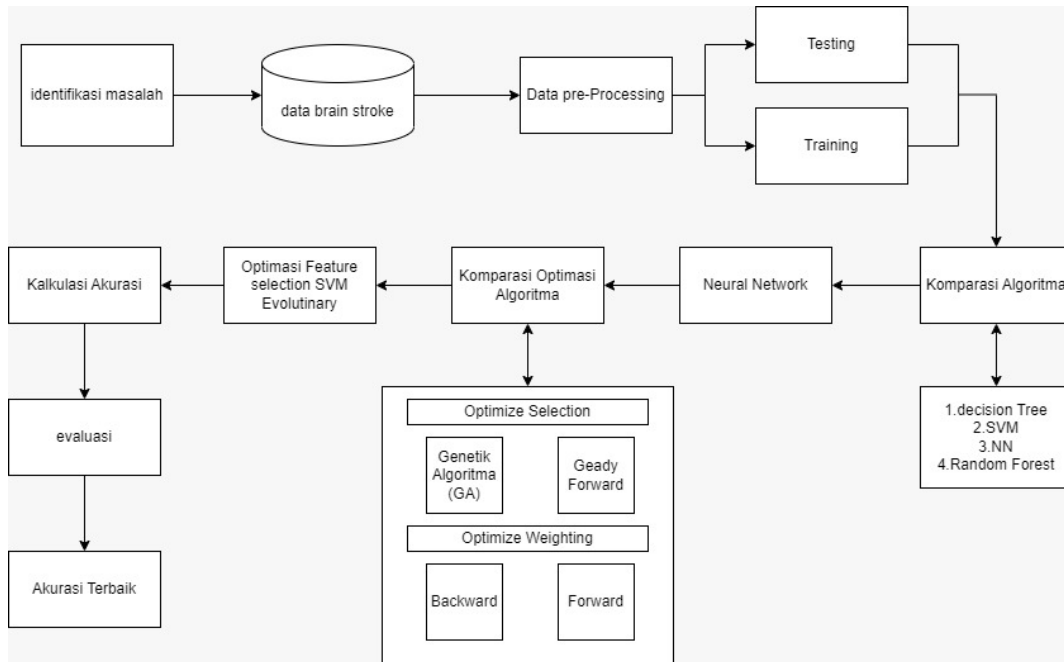 identifikasi masalah
data brain stroke
Data pre-Processing
Testing
Training
Komparasi Algoritma
1.decision Tree
2.SVM
3.NN
4.Random Forest
Neural Network
Komparasi Optimasi
Algoritma
Optimize Selection
Genetik
Algoritma
(GA)
Geady
Forward
Optimize Weighting
Backward
Forward
Optimasi Feature
selection SVM
Evolutinary
Kalkulasi Akurasi
evaluasi
Akurasi Terbaik